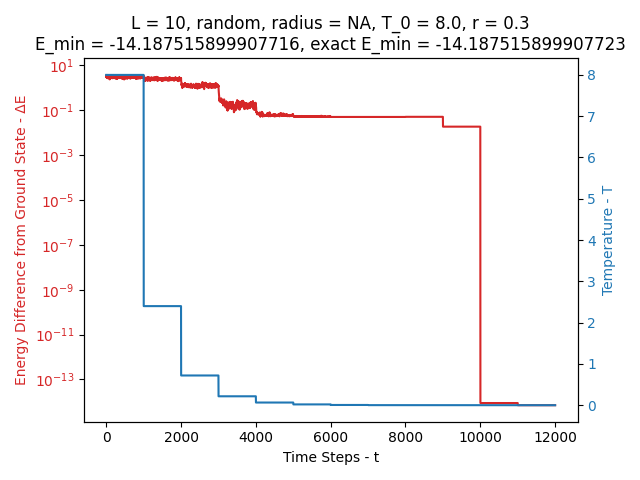 L = 10, random, radius = NA, T_0 = 8.0, r = 0.3
E_min = -14.187515899907716, exact E_min = -14.187515899907723
Energy Difference from Ground State - ΔE
10^1
10^-1
10^-3
10^-5
10^-7
10^-9
10^-11
10^-13
8
7
6
5
4
3
2
1
0
Temperature - T
0 2000 4000 6000 8000 10000 12000
Time Steps - t